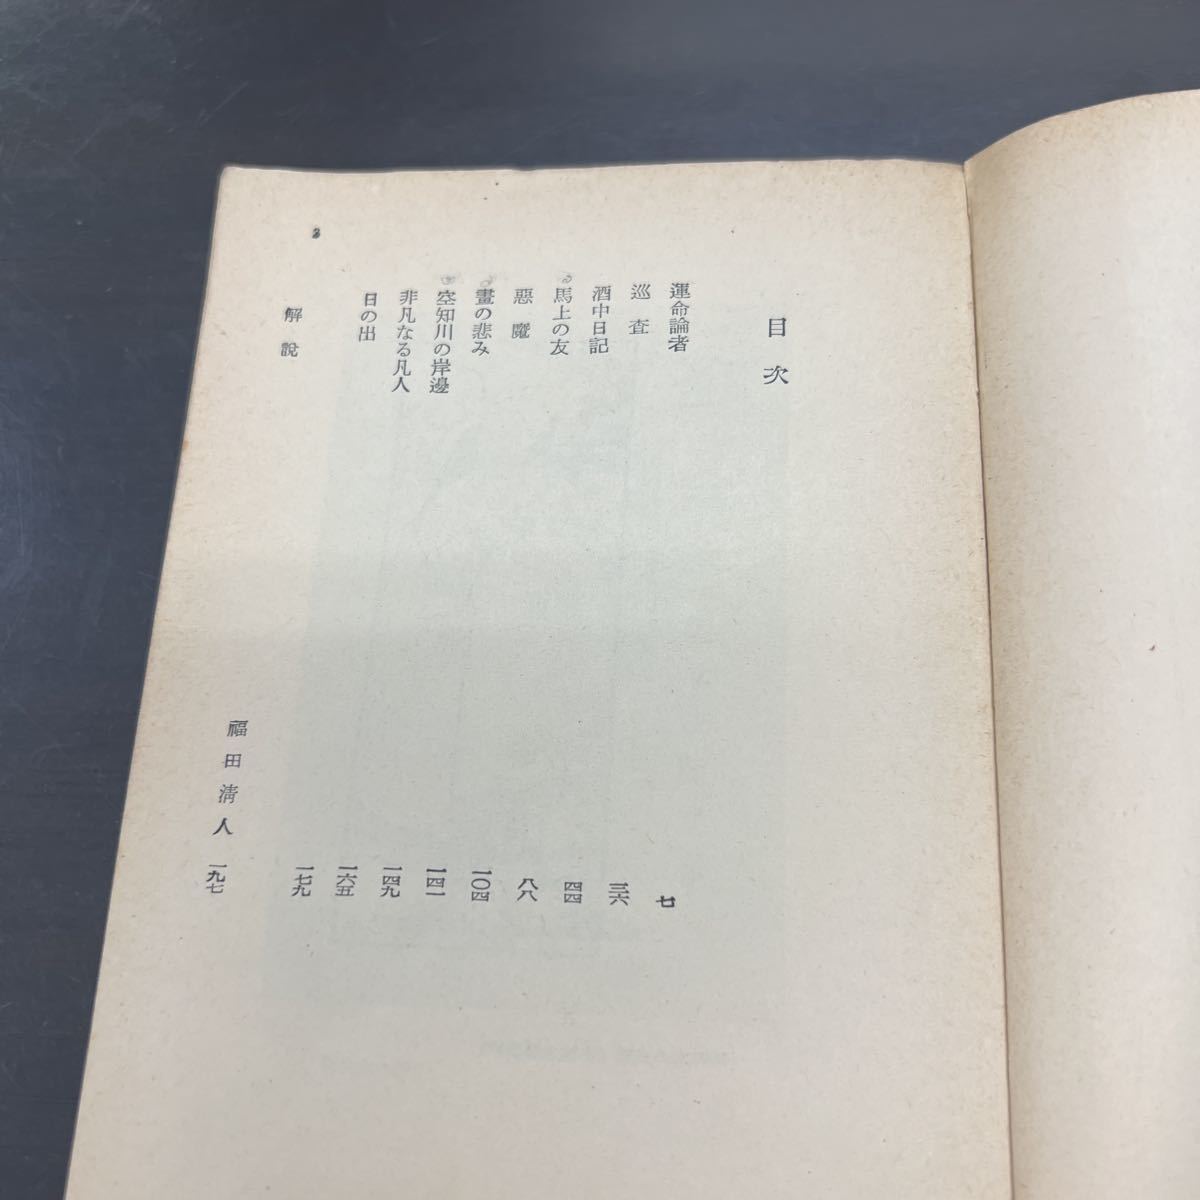 目次
運命論者 七
巡査 三六
酒中日記 四四
馬上の友 八八
惡魔 一〇四
畫の悲み 一四一
空知川の岸邊 一四九
非凡なる凡人 一六五
日の出 一七九
解說 福田淸人 一九七